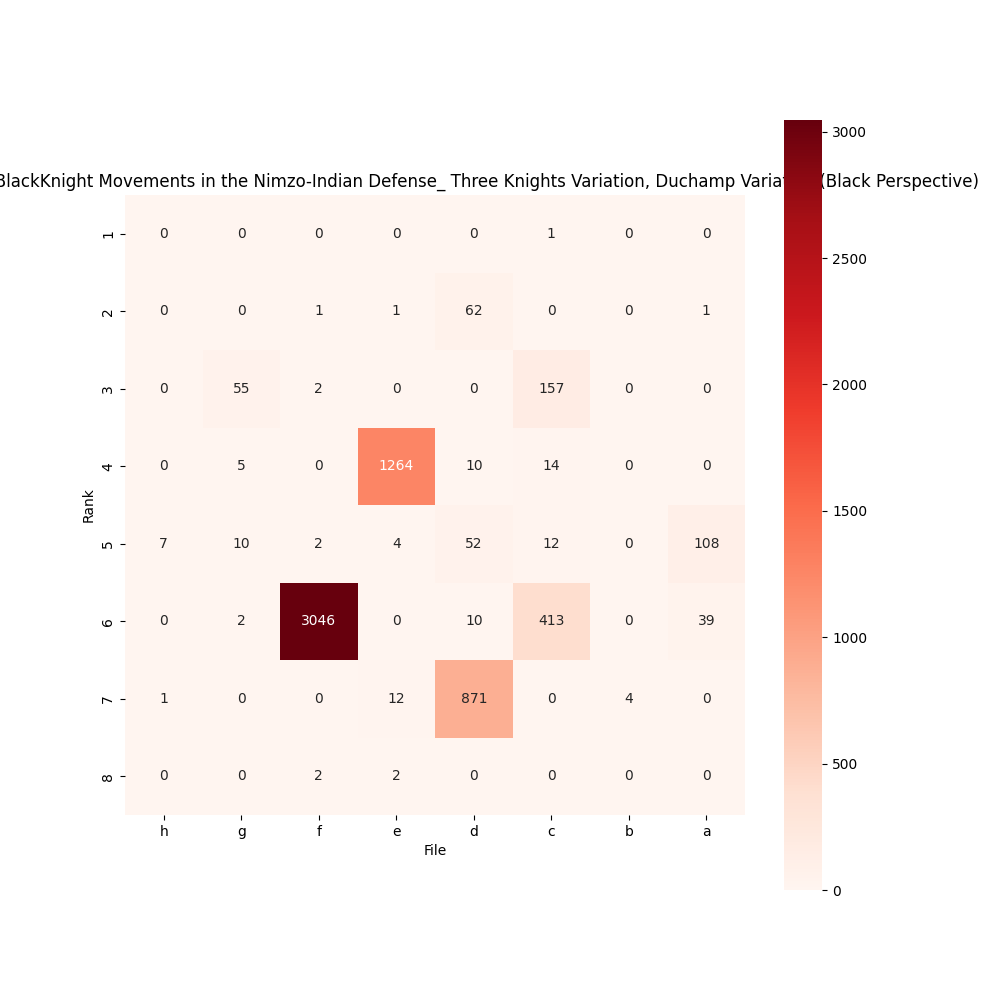 BlackKnight Movements in the Nimzo-Indian Defense_ Three Knights Variation, Duchamp (Black Perspective)
3000
2500
2000
1500
1000
500
0
Rank
1 0 0 0 0 0 1 0 0
2 0 0 1 1 62 0 0 1
3 0 55 2 0 0 157 0 0
4 0 5 0 1264 10 14 0 0
5 7 10 2 4 52 12 0 108
6 0 2 3046 0 10 413 0 39
7 1 0 0 12 871 0 4 0
8 0 0 2 2 0 0 0 0
h g f e d c b a
File